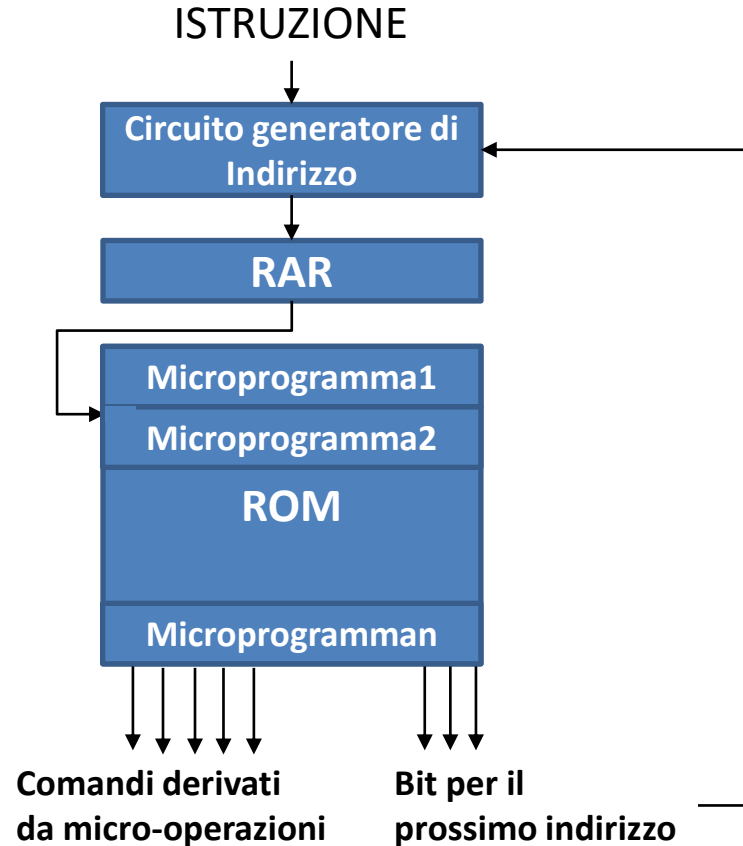 ISTRUZIONE
Circuito generatore di
Indirizzo
RAR
Microprogramma1
Microprogramma2
ROM
Microprogramman
Comandi derivati
da micro-operazioni
Bit per il
prossimo indirizzo